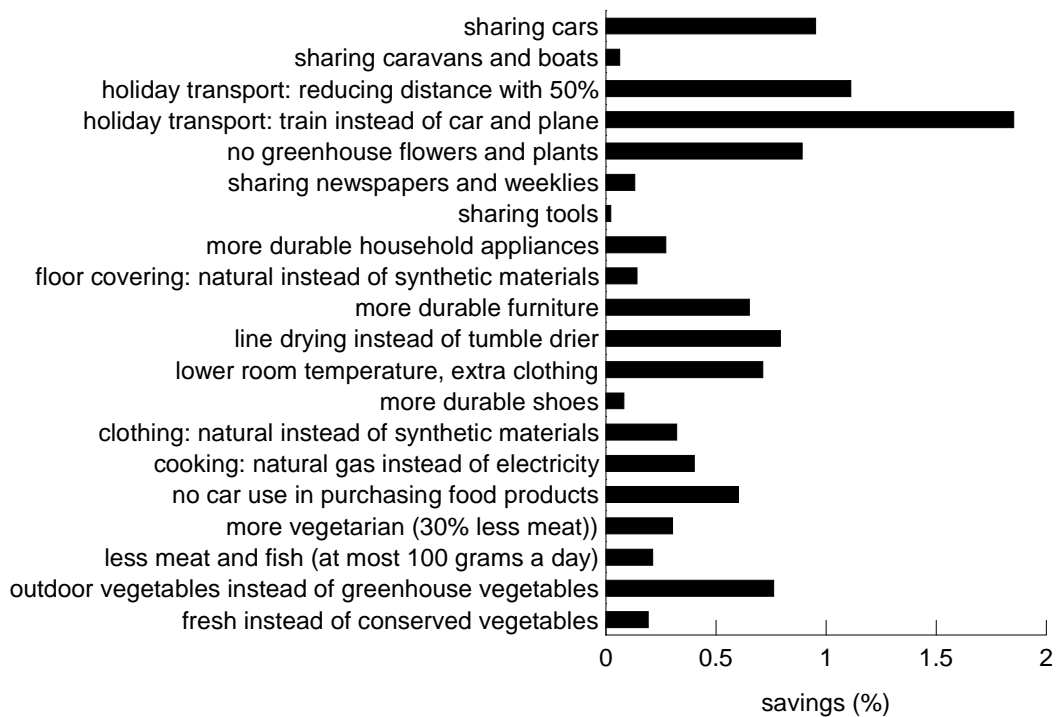 sharing cars
sharing caravans and boats
holiday transport: reducing distance with 50%
holiday transport: train instead of car and plane
no greenhouse flowers and plants
sharing newspapers and weeklies
sharing tools
more durable household appliances
floor covering: natural instead of synthetic materials
more durable furniture
line drying instead of tumble drier
lower room temperature, extra clothing
more durable shoes
clothing: natural instead of synthetic materials
cooking: natural gas instead of electricity
no car use in purchasing food products
more vegetarian (30% less meat))
less meat and fish (at most 100 grams a day)
outdoor vegetables instead of greenhouse vegetables
fresh instead of conserved vegetables
0 0.5 1 1.5 2
savings (%)